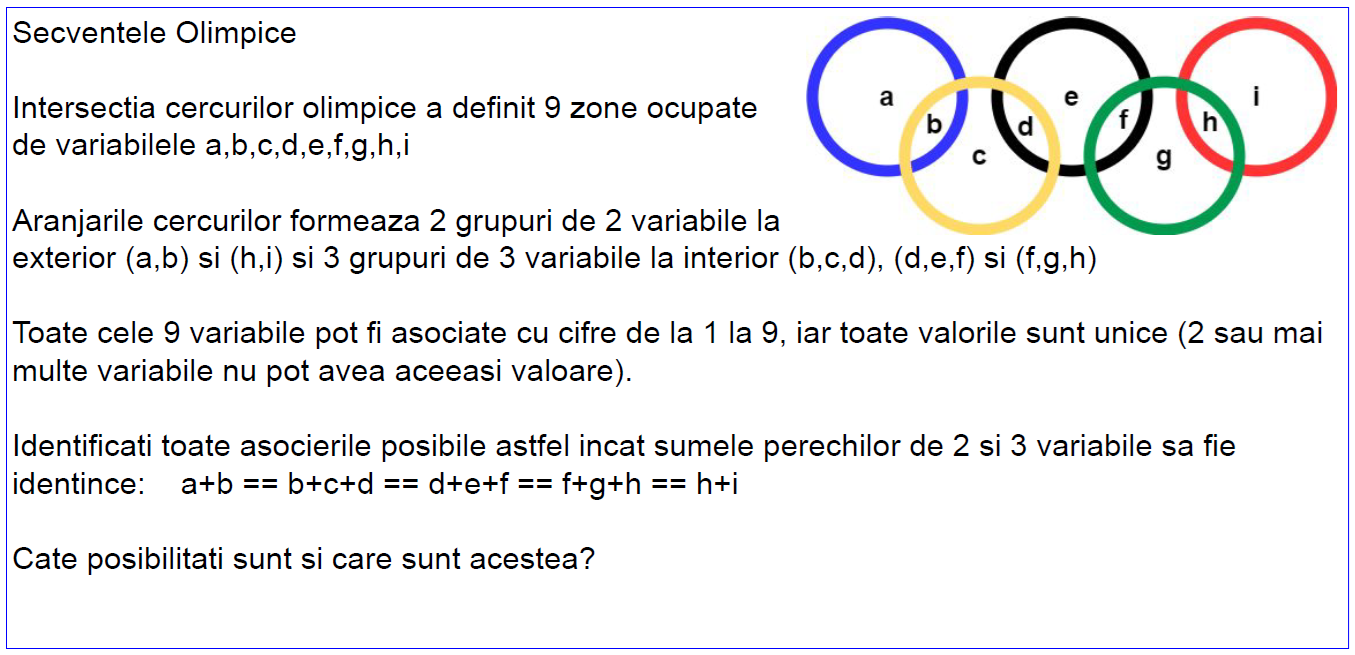 Secventele Olimpice
Intersectia cercurilor olimpice a definit 9 zone ocupate
de variabilele a,b,c,d,e,f,g,h,i
a
b
c
d
e
f
g
h
i
Aranjarile cercurilor formeaza 2 grupuri de 2 variabile la
exterior (a,b) si (h,i) si 3 grupuri de 3 variabile la interior (b,c,d), (d,e,f) si (f,g,h)
Toate cele 9 variabile pot fi asociate cu cifre de la 1 la 9, iar toate valorile sunt unice (2 sau mai
multe variabile nu pot avea aceeasi valoare).
Identificati toate asocierile posibile astfel incat sumele perechilor de 2 si 3 variabile sa fie
identince: a+b == b+c+d == d+e+f == f+g+h == h+i
Cate posibilitati sunt si care sunt acestea?